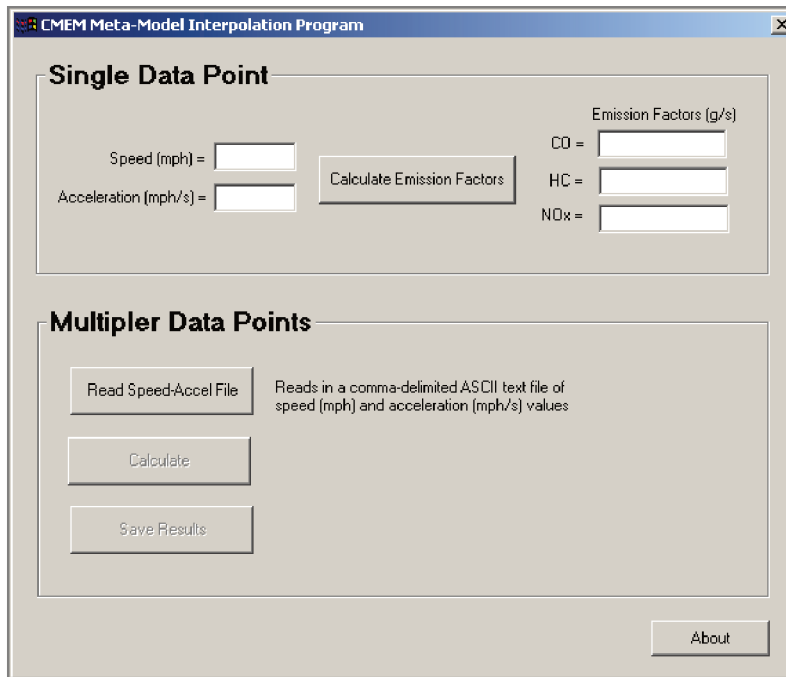 CMEM Meta-Model Interpolation Program
Single Data Point
Emission Factors (g/s)
Speed (mph) =
Acceleration (mph/s) =
Calculate Emission Factors
CO =
HC =
NOx =
Multipler Data Points
Read Speed-Accel File
Reads in a comma-delimited ASCII text file of
speed (mph) and acceleration (mph/s) values
Calculate
Save Results
About